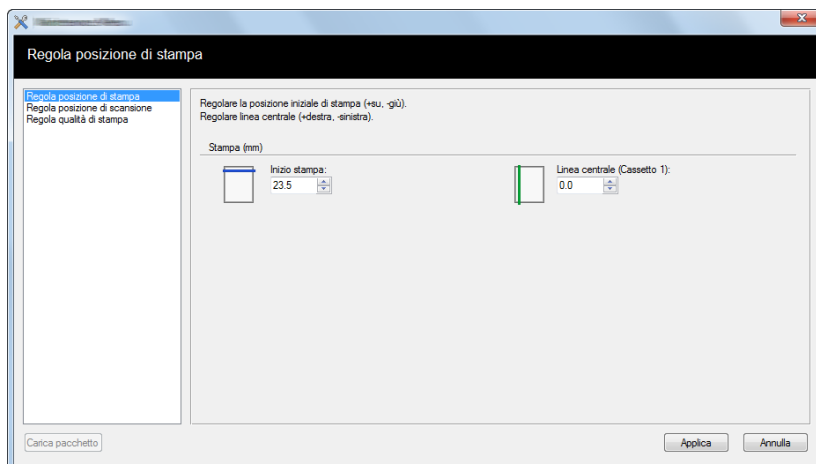 Regola posizione di stampa
Regola posizione di stampa
Regola posizione di scansione
Regola qualità di stampa
Regolare la posizione iniziale di stampa (+su, -giù).
Regolare linea centrale (+destra, -sinistra).
Stampa (mm)
Inizio stampa:
23.5
Linea centrale (Cassetto 1):
0.0
Carica pacchetto
Applica
Annulla